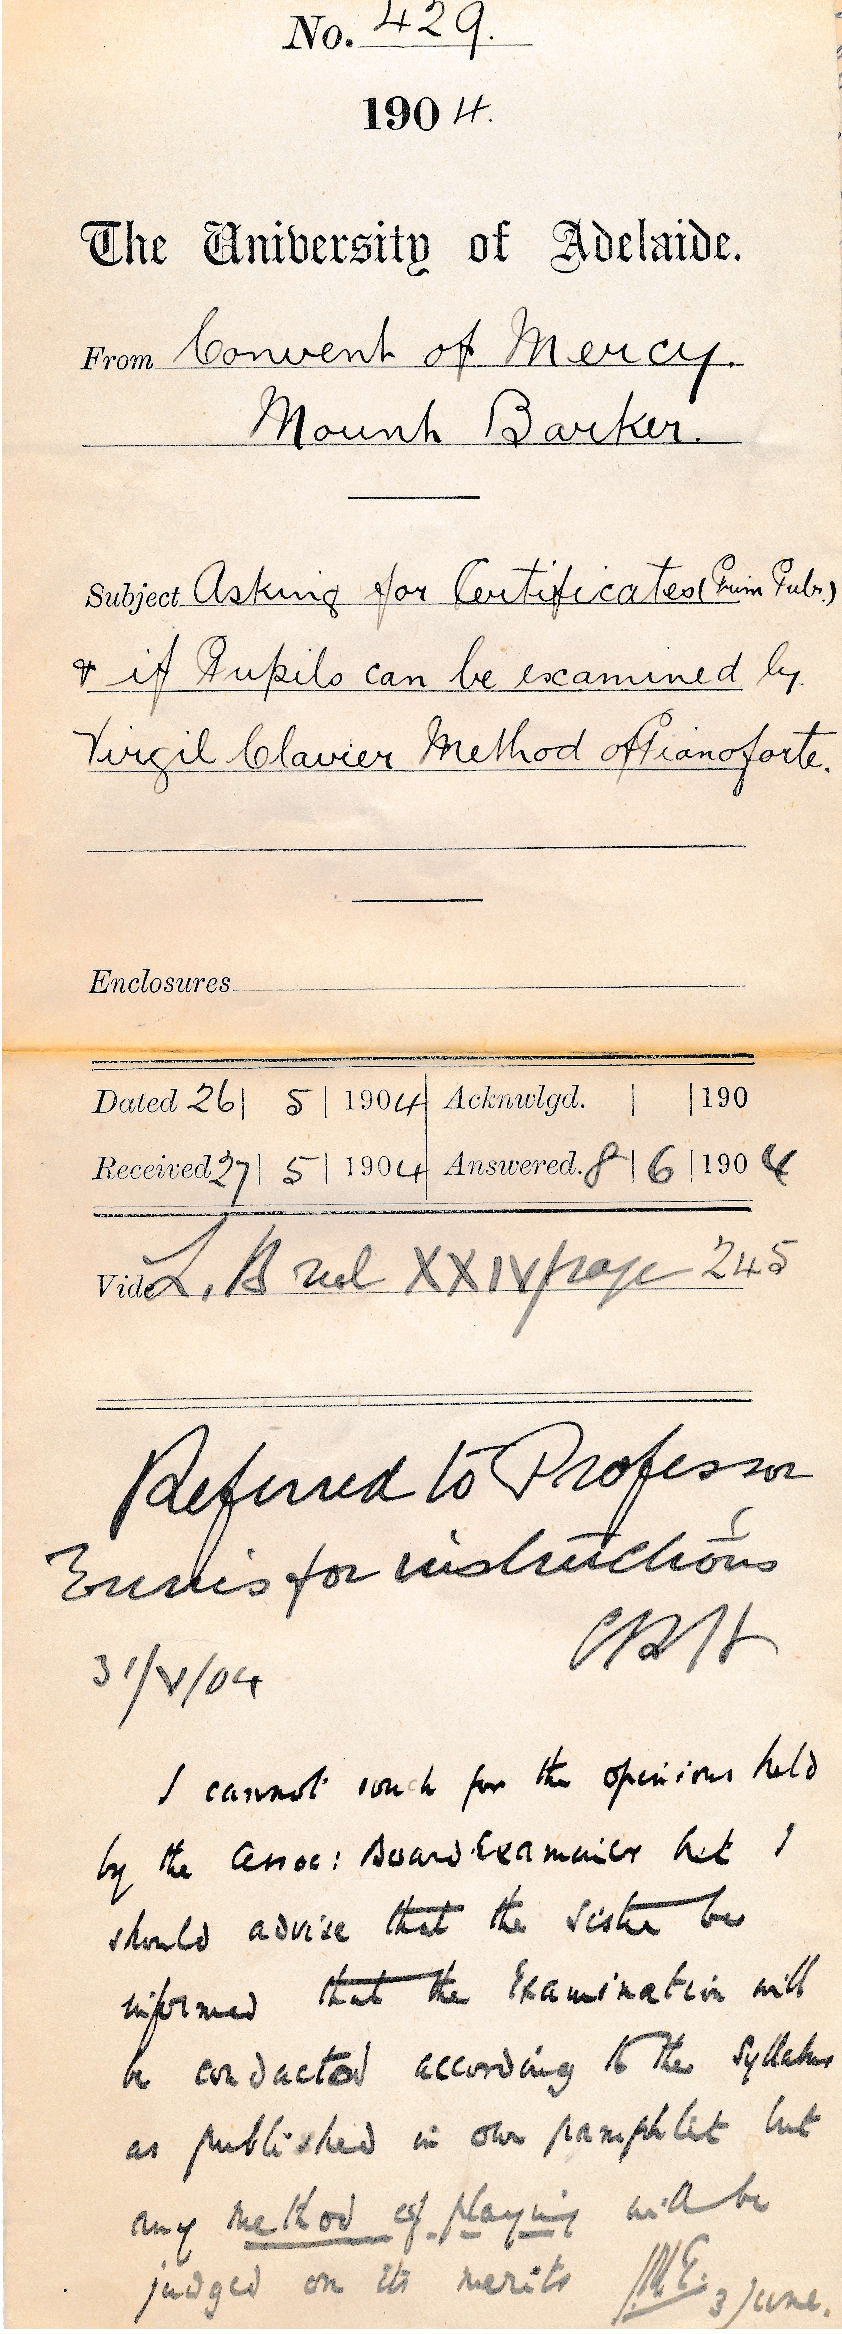 No. 429.
1904.
The University of Adelaide.
From Convent of Mercy.
Mount Barker.
Subject Asking for Certificates (Prim Pubr.)
& if Pupils can be examined by
Virgil Clavier Method of Pianoforte.
Enclosures
Dated 26| 5 | 1904 | Acknwlgd. | |190
Received 27| 5 | 1904 | Answered. 8 | 6 |1904
Vide L. B vol XXIV page 245
Referred to Professor
Ennis for instructions
31/V/04
I cannot vouch for the opinions held
by the Assoc: Board Examiner but I
should advise that the Sister be
informed that the Examination will
be conducted according to the Syllabus
as published in our pamphlet but
any method of playing will be
judged on its merits J.M.E. 3 June.